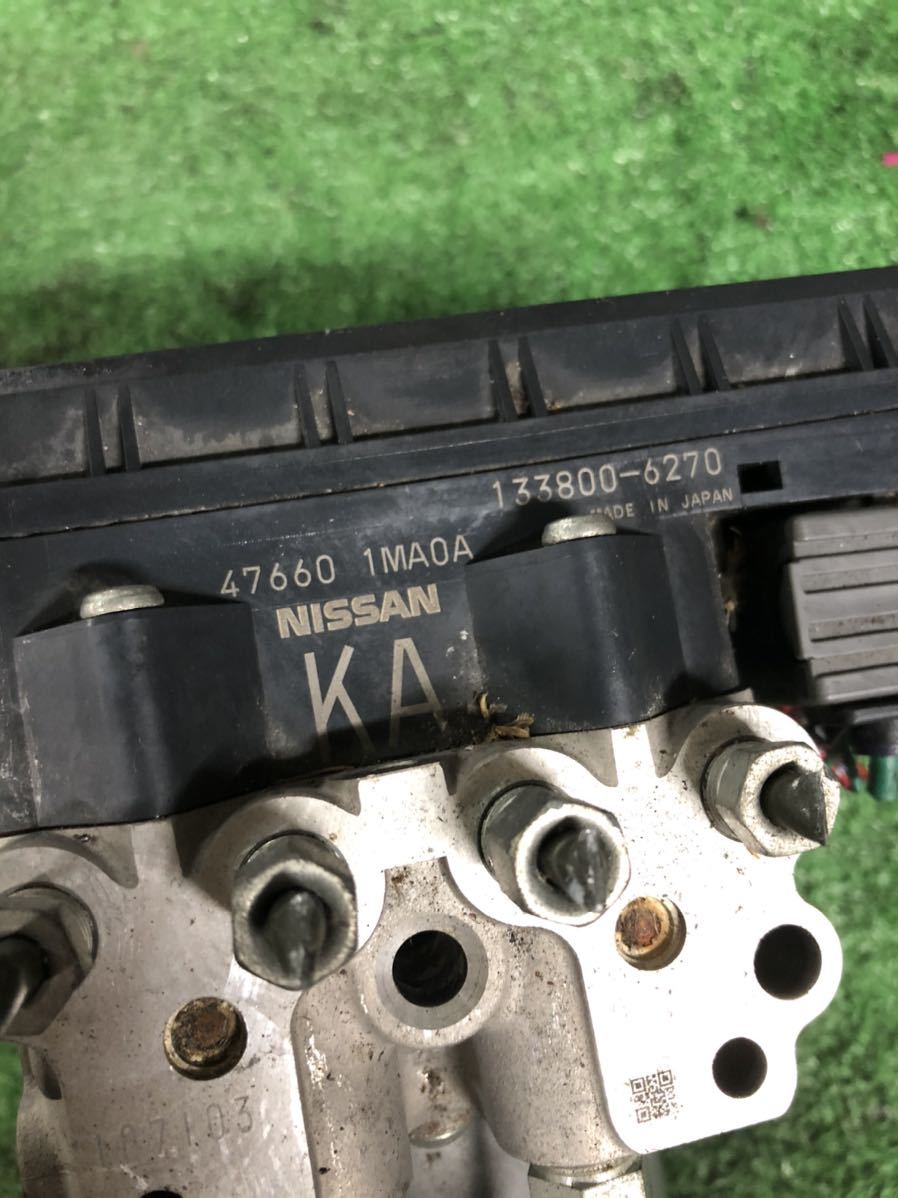 133800-6270
MADE IN JAPAN
47660 1MA0A
NISSAN
KA